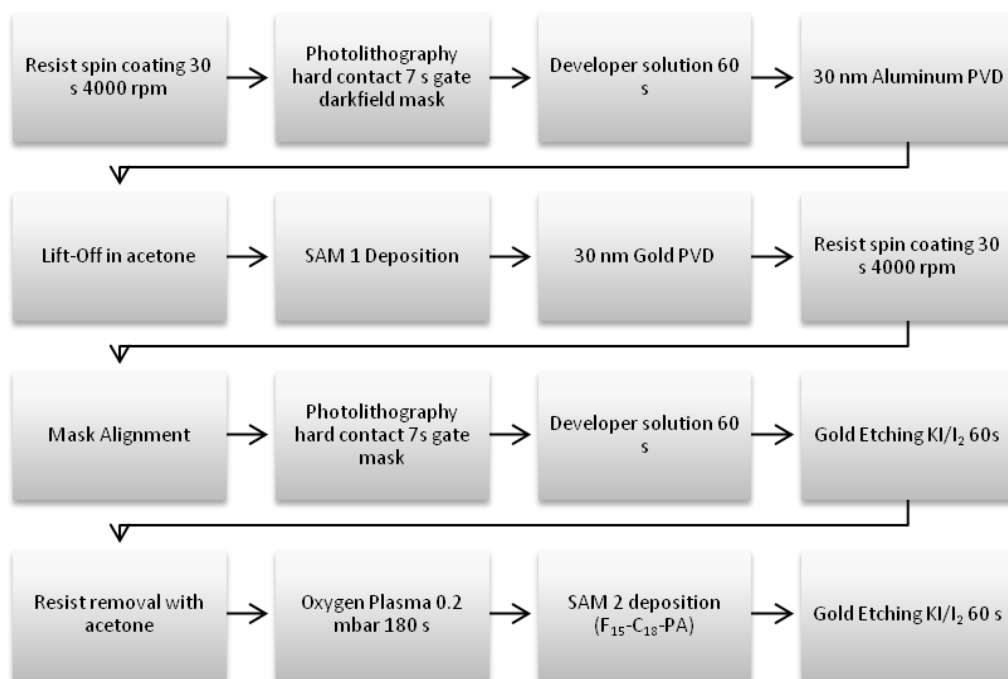 Resist spin coating 30
s 4000 rpm
Photolithography
hard contact 7 s gate
darkfield mask
Developer solution 60
s
30 nm Aluminum PVD
Lift-Off in acetone
SAM 1 Deposition
30 nm Gold PVD
Resist spin coating 30
s 4000 rpm
Mask Alignment
Photolithography
hard contact 7s gate
mask
Developer solution 60
s
Gold Etching KI/I₂ 60s
Resist removal with
acetone
Oxygen Plasma 0.2
mbar 180 s
SAM 2 deposition
(F₁₅-C₁₈-PA)
Gold Etching KI/I₂ 60 s